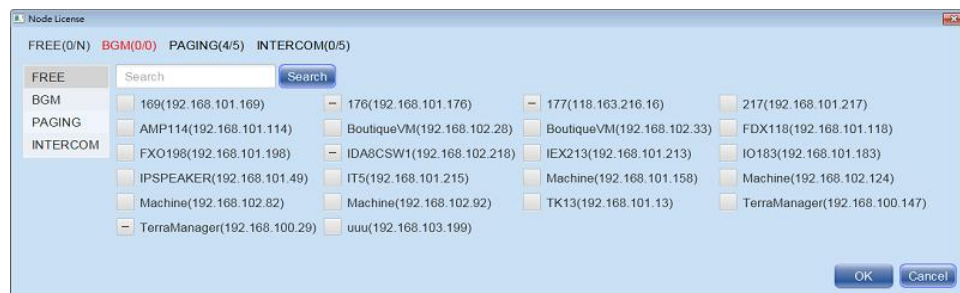 Node License
FREE(0/N) BGM(0/0) PAGING(4/5) INTERCOM(0/5)
FREE Search Search
BGM 169(192.168.101.169) 176(192.168.101.176) 177(118.163.216.16) 217(192.168.101.217)
PAGING AMP114(192.168.101.114) BoutiqueVM(192.168.102.28) BoutiqueVM(192.168.102.33) FDX118(192.168.101.118)
INTERCOM FXO198(192.168.101.198) IDA8CSW1(192.168.102.218) IEX213(192.168.101.213) IO183(192.168.101.183)
IPSPEAKER(192.168.101.49) IT5(192.168.101.215) Machine(192.168.101.158) Machine(192.168.102.124)
Machine(192.168.102.82) Machine(192.168.102.92) TK13(192.168.101.13) TerraManager(192.168.100.147)
TerraManager(192.168.100.29) uuu(192.168.103.199)
OK Cancel